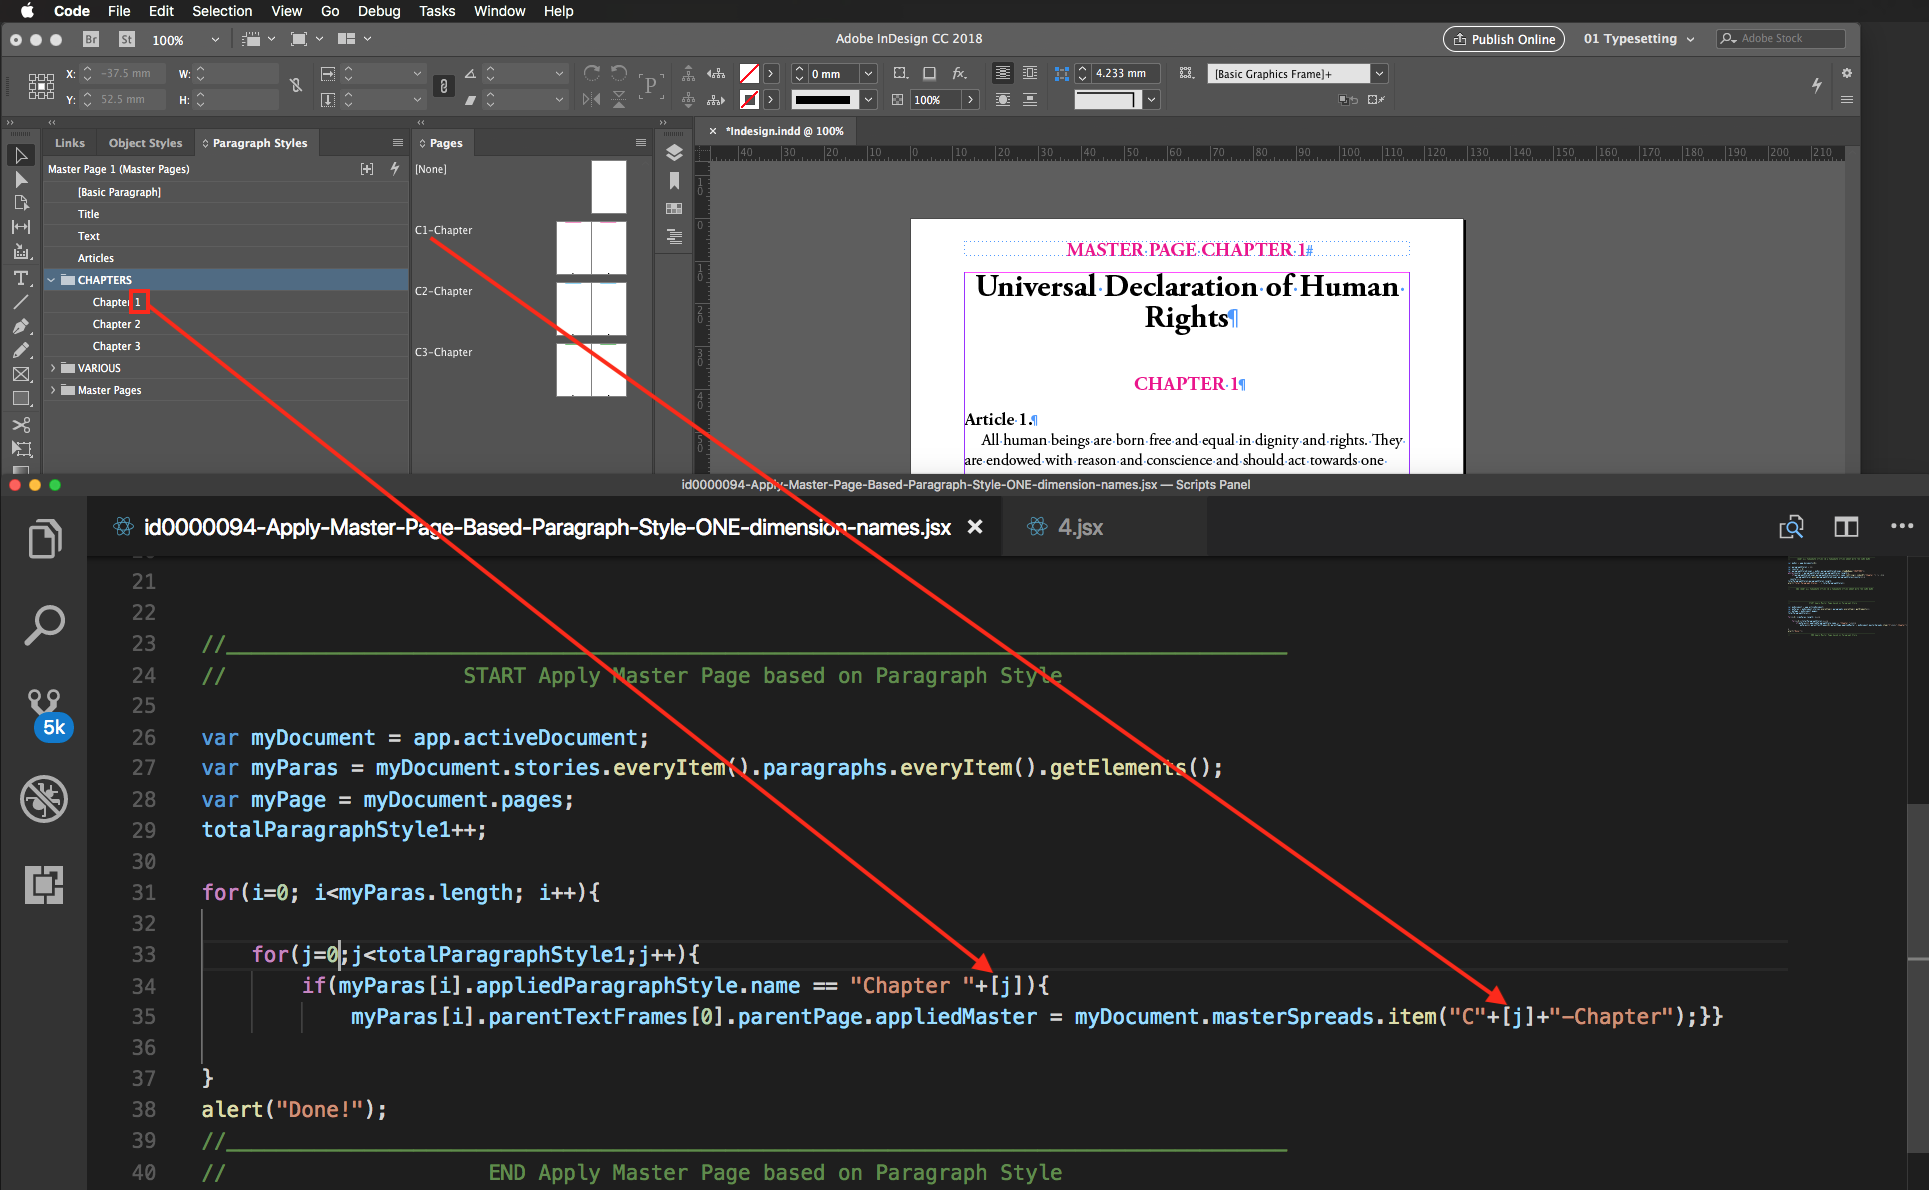 Code File Edit Selection View Go Debug Tasks Window Help
Br St 100% Adobe InDesign CC 2018 Publish Online 01 Typesetting Adobe Stock
X: -37.5 mm W: 0 mm fx. 4.233 mm [Basic Graphics Frame]+
Y: 52.5 mm H: P 100%
Links Object Styles Paragraph Styles
Master Page 1 (Master Pages)
[Basic Paragraph]
Title
Text
Articles
CHAPTERS
Chapter 1
Chapter 2
Chapter 3
VARIOUS
Master Pages
Pages
[None]
C1-Chapter
C2-Chapter
C3-Chapter
× *Indesign.indd @ 100%
40 30 20 10 0 10 20 30 40 50 60 70 80 90 100 110 120 130 140 150 160 170 180 190 200 210
MASTER·PAGE·CHAPTER·1#
Universal·Declaration·of·Human·
Rights¶
CHAPTER·1¶
Article·1.¶
All·human·beings·are·born·free·and·equal·in·dignity·and·rights.·They·
are·endowed·with·reason·and·conscience·and·should·act·towards·one·
id0000094-Apply-Master-Page-Based-Paragraph-Style-ONE-dimension-names.jsx — Scripts Panel
id0000094-Apply-Master-Page-Based-Paragraph-Style-ONE-dimension-names.jsx × 4.jsx
5k
21
22
23 //_____________________________________________________________________________________
24 // START Apply Master Page based on Paragraph Style
25
26 var myDocument = app.activeDocument;
27 var myParas = myDocument.stories.everyItem().paragraphs.everyItem().getElements();
28 var myPage = myDocument.pages;
29 totalParagraphStyle1++;
30
31 for(i=0; i<myParas.length; i++){
32
33 for(j=0;j<totalParagraphStyle1;j++){
34 if(myParas[i].appliedParagraphStyle.name == "Chapter "+[j]){
35 myParas[i].parentTextFrames[0].parentPage.appliedMaster = myDocument.masterSpreads.item("C"+[j]+"-Chapter");}}
36
37 }
38 alert("Done!");
39 //_____________________________________________________________________________________
40 // END Apply Master Page based on Paragraph Style